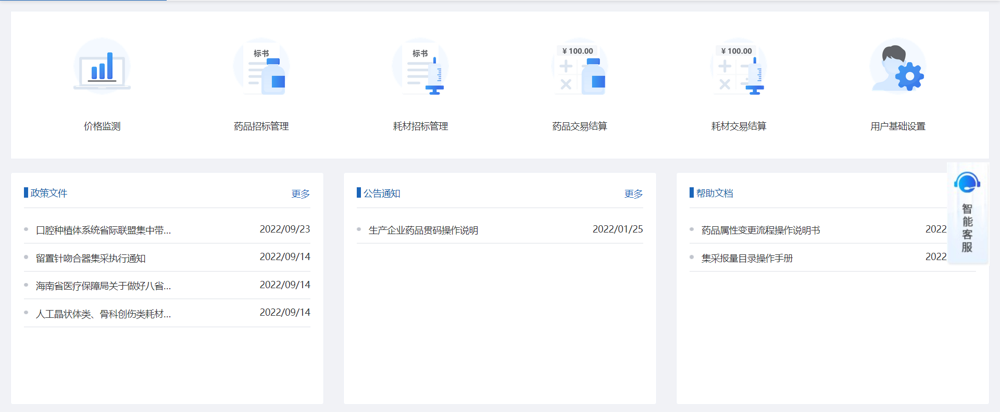 标书
标书
¥ 100.00
¥ 100.00
价格监测
药品招标管理
耗材招标管理
药品交易结算
耗材交易结算
用户基础设置
政策文件
更多
口腔种植体系统省际联盟集中带...
2022/09/23
留置针吻合器集采执行通知
2022/09/14
海南省医疗保障局关于做好八省...
2022/09/14
人工晶状体类、骨科创伤类耗材...
2022/09/14
公告通知
更多
生产企业药品贯码操作说明
2022/01/25
帮助文档
药品属性变更流程操作说明书
2022
集采报量目录操作手册
2022
智能客服